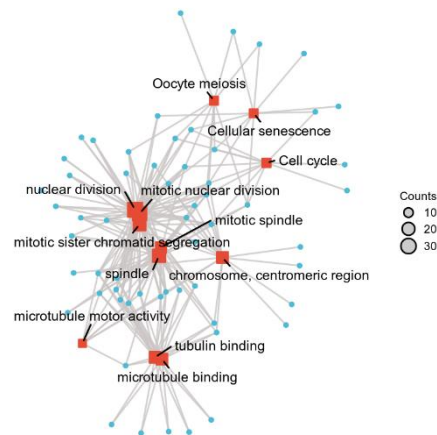 Oocyte meiosis
Cellular senescence
Cell cycle
nuclear division
mitotic nuclear division
mitotic spindle
mitotic sister chromatid segregation
spindle
chromosome, centromeric region
microtubule motor activity
tubulin binding
microtubule binding
Counts
10
20
30